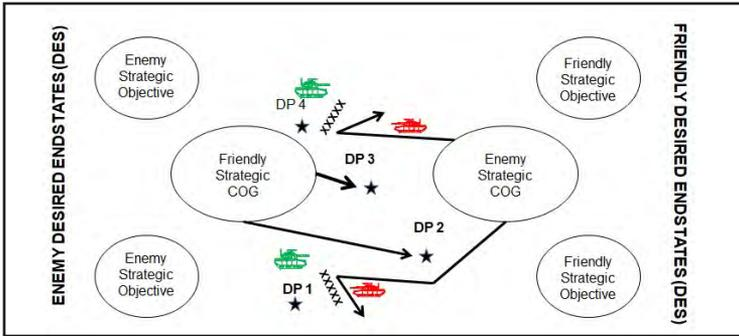 ENEMY DESIRED ENDSTATES (DES)
Enemy
Strategic
Objective
DP 4
XXXXX
Friendly
Strategic
Objective
FRIENDLY DESIRED ENDSTATES (DES)
Friendly
Strategic
COG
DP 3
Enemy
Strategic
COG
DP 2
Enemy
Strategic
Objective
DP 1
XXXXX
Friendly
Strategic
Objective